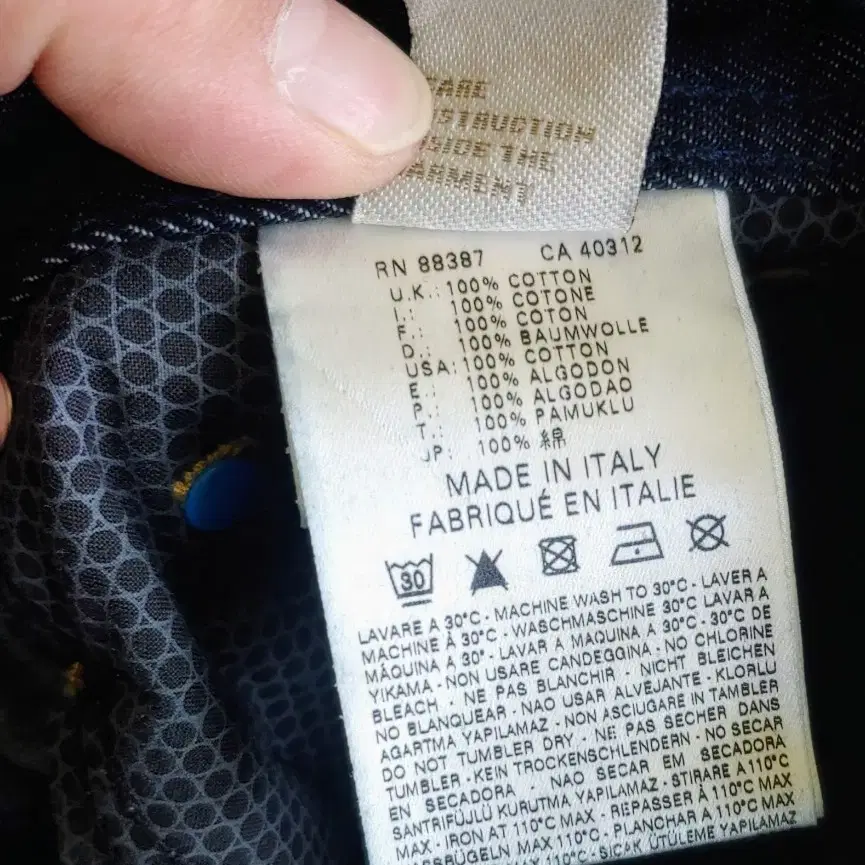 THE
RN 88387 CA 40312
U.K.: 100% COTTON
I.: 100% COTONE
F.: 100% COTON
D.: 100% BAUMWOLLE
USA: 100% COTTON
E.: 100% ALGODON
P.: 100% ALGODAO
T.: 100% PAMUKLU
JP: 100% 綿
MADE IN ITALY
FABRIQUÉ EN ITALIE
30
LAVARE A 30°C - MACHINE WASH TO 30°C - LAVER A
MACHINE À 30°C - WASCHMASCHINE 30°C LAVAR A
MÁQUINA A 30° - LAVAR A MAQUINA A 30°C - 30°C DE
YIKAMA - NON USARE CANDEGGINA - NO CHLORINE
BLEACH - NE PAS BLANCHIR - NICHT BLEICHEN
NO BLANQUEAR - NAO USAR ALVEJANTE - KLORLU
AGARTMA YAPILAMAZ - NON ASCIUGARE IN TAMBLER
DO NOT TUMBLER DRY - NE PAS SECHER DANS
TUMBLER - KEIN TROCKENSCHLENDERN - NO SECAR
EN SECADORA - NAO SECAR EM SECADORA
SANTRIFÜJLÜ KURUTMA YAPILAMAZ - STIRARE A 110°C
MAX - IRON AT 110°C MAX - REPASSER À 110°C MAX
MAX 110°C - PLANCHAR A 110°C MAX
110°C MAX - SICAK ÜTÜLEME YAPILAMAZ